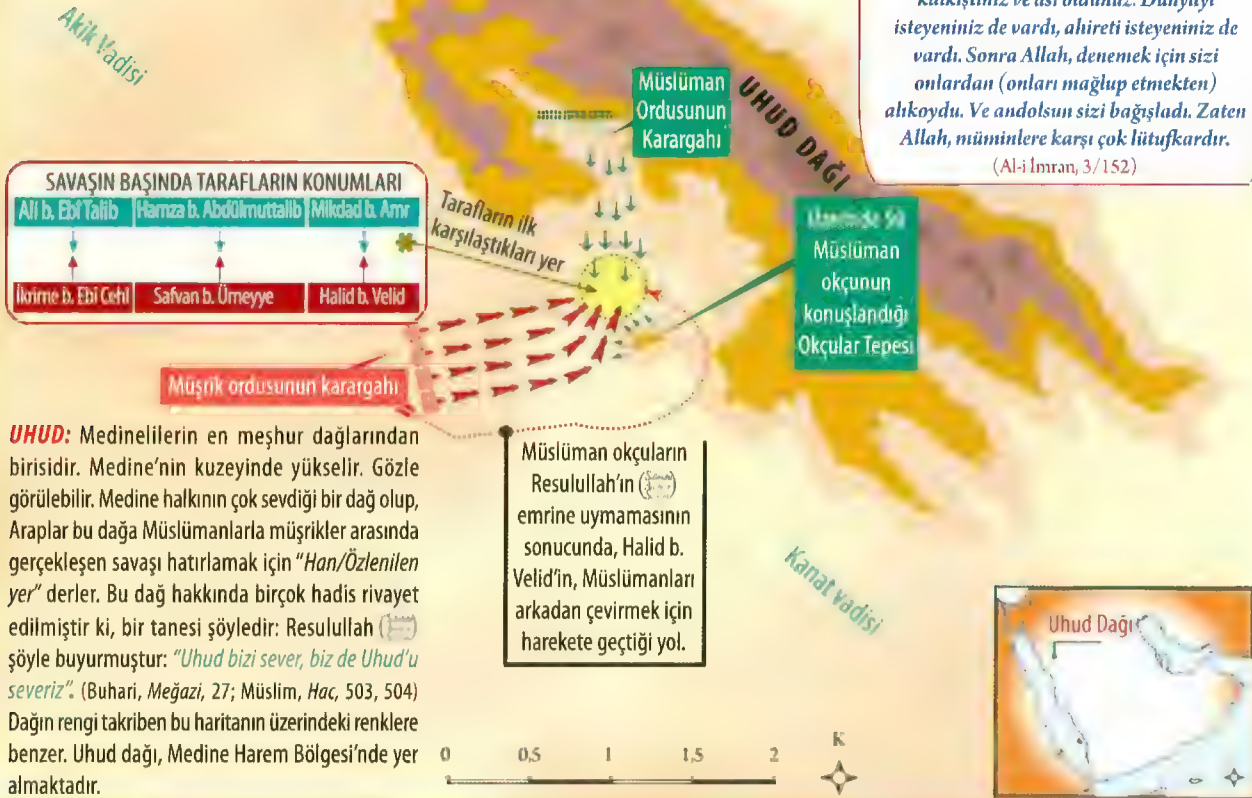 isteyeniniz de vardı, ahireti isteyeniniz de
vardı. Sonra Allah, denemek için sizi
onlardan (onları mağlup etmekten)
alıkoydu. Ve andolsun sizi bağışladı. Zaten
Allah, müminlere karşı çok lütufkardır.
(Al-i İmran, 3/152)
Akik Vadisi
Müslüman
Ordusunun
Karargahı
UHUD DAĞI
SAVAŞIN BAŞINDA TARAFLARIN KONUMLARI
Ali b. Ebî Talib
Hamza b. Abdülmuttalib
Mikdad b. Amr
İkrime b. Ebî Cehl
Safvan b. Ümeyye
Halid b. Velid
Tarafların ilk
karşılaştıkları yer
Üzerinde 50
Müslüman
okçunun
konuşlandığı
Okçular Tepesi
Müşrik ordusunun karargahı
UHUD: Medinelilerin en meşhur dağlarından
birisidir. Medine'nin kuzeyinde yükselir. Gözle
görülebilir. Medine halkının çok sevdiği bir dağ olup,
Araplar bu dağa Müslümanlarla müşrikler arasında
gerçekleşen savaşı hatırlamak için "Han/Özlenilen
yer" derler. Bu dağ hakkında birçok hadis rivayet
edilmiştir ki, bir tanesi şöyledir: Resulullah ( )
şöyle buyurmuştur: "Uhud bizi sever, biz de Uhud'u
severiz". (Buhari, Meğazi, 27; Müslim, Hac, 503, 504)
Dağın rengi takriben bu haritanın üzerindeki renklere
benzer. Uhud dağı, Medine Harem Bölgesi'nde yer
almaktadır.
Müslüman okçuların
Resulullah'ın ( )
emrine uymamasının
sonucunda, Halid b.
Velid'in, Müslümanları
arkadan çevirmek için
harekete geçtiği yol.
Kanat vadisi
Uhud Dağı
0 0,5 1 1,5 2
K